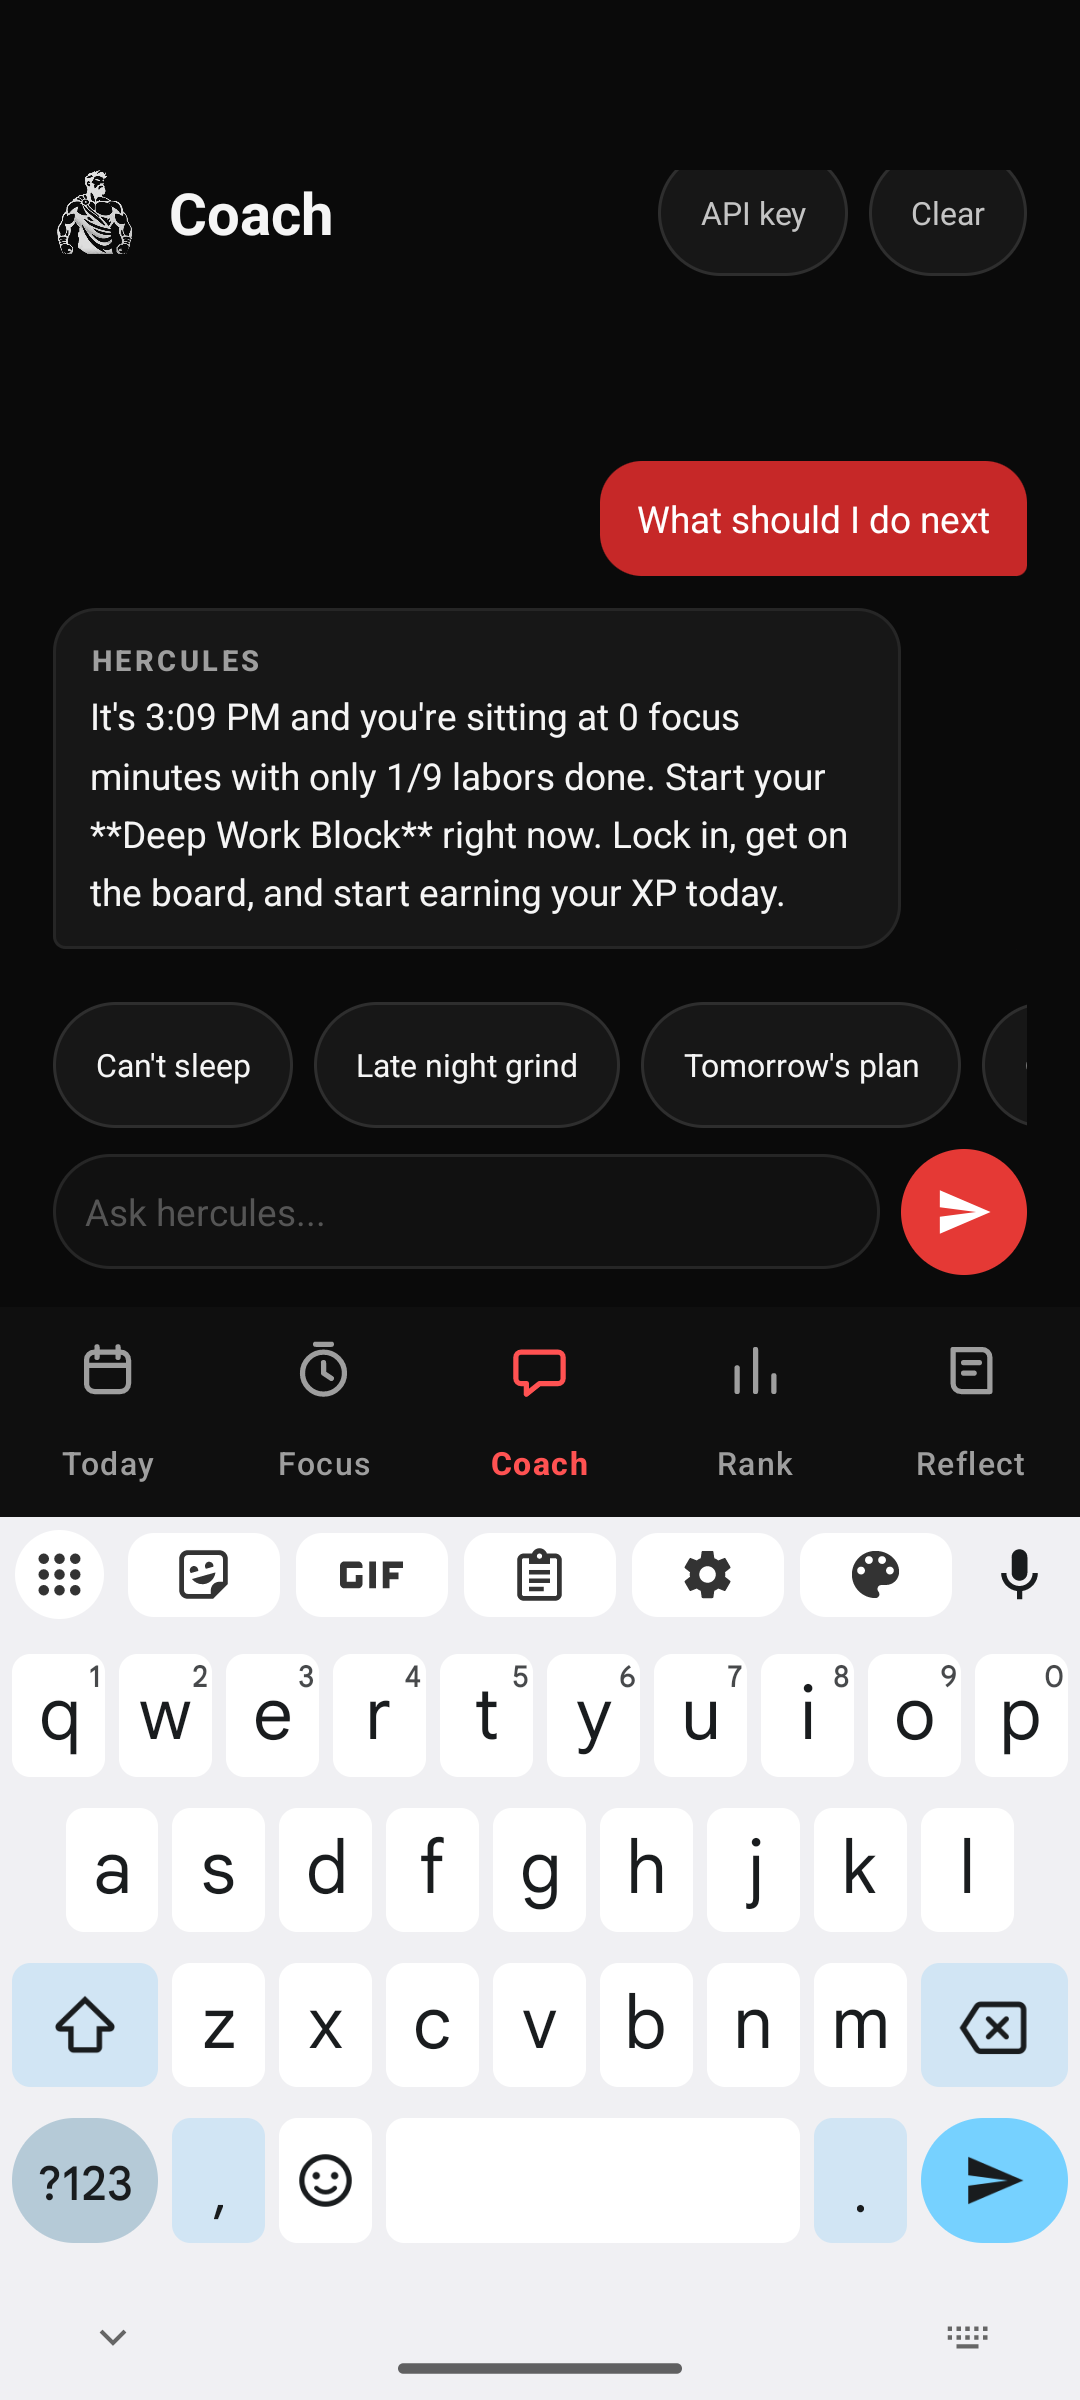 Coach
API key
Clear
What should I do next
HERCULES
It's 3:09 PM and you're sitting at 0 focus
minutes with only 1/9 labors done. Start your
**Deep Work Block** right now. Lock in, get on
the board, and start earning your XP today.
Can't sleep
Late night grind
Tomorrow's plan
Ask hercules...
Today
Focus
Coach
Rank
Reflect
GIF
q 1 w 2 e 3 r 4 t 5 y 6 u 7 i 8 o 9 p 0
a s d f g h j k l
z x c v b n m
?123 , .